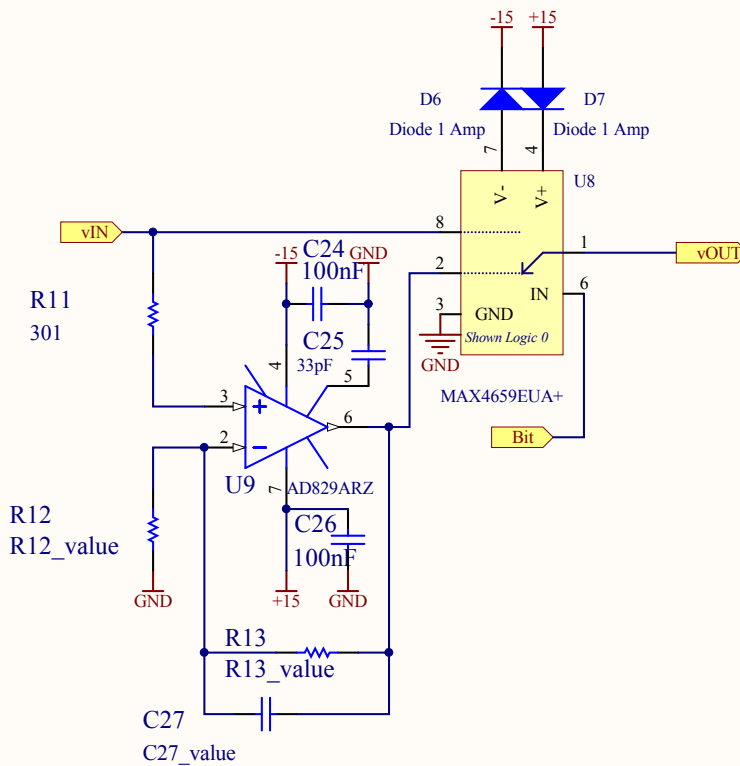 -15
+15
D6
D7
Diode 1 Amp
Diode 1 Amp
7
4
U8
V-
V+
vIN
8
1
vOUT
2
6
IN
3
GND
Shown Logic 0
GND
MAX4659EUA+
Bit
-15
C24
GND
100nF
R11
301
C25
33pF
4
5
3
6
2
U9
7
AD829ARZ
R12
R12_value
C26
100nF
GND
+15
GND
R13
R13_value
C27
C27_value